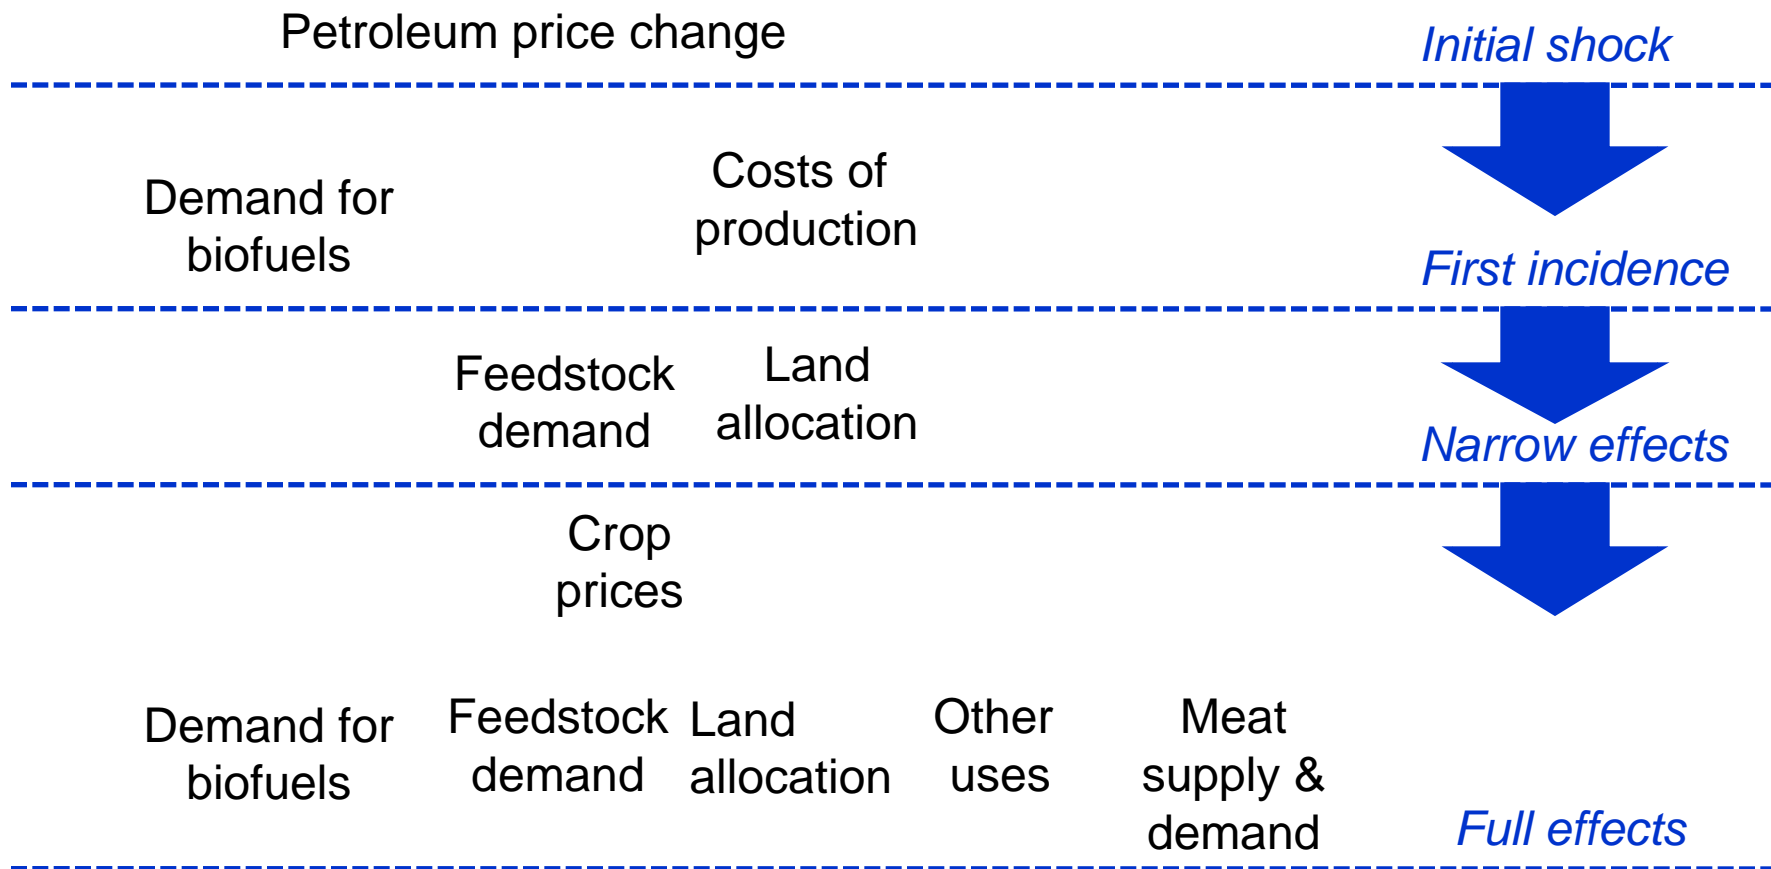 Petroleum price change
Initial shock
Demand for
biofuels
Costs of
production
First incidence
Feedstock
demand
Land
allocation
Narrow effects
Crop
prices
Demand for
biofuels
Feedstock
demand
Land
allocation
Other
uses
Meat
supply &
demand
Full effects